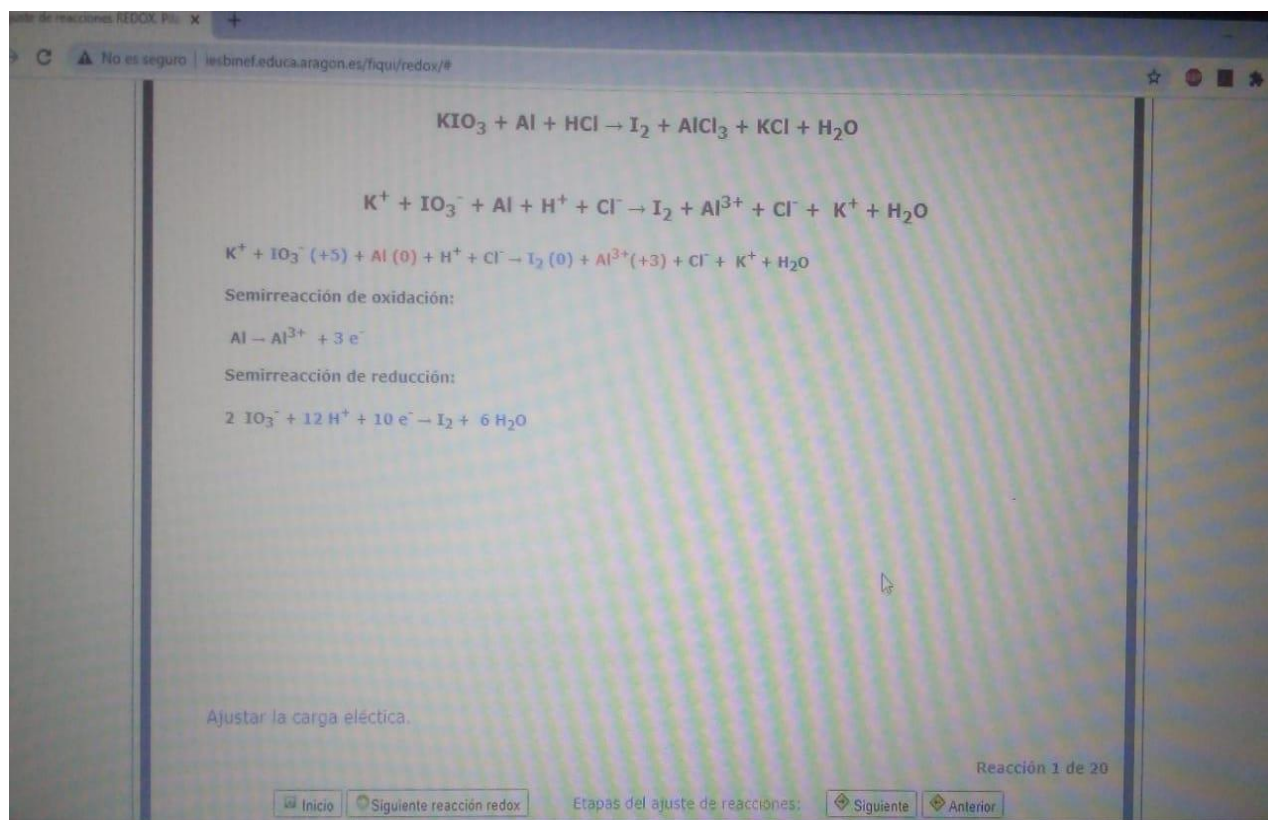 de reacciones REDOX. X +
No es seguro | iesbinef.educa.aragon.es/fiqui/redox/#
KIO₃ + Al + HCl → I₂ + AlCl₃ + KCl + H₂O
K⁺ + IO₃⁻ + Al + H⁺ + Cl⁻ → I₂ + Al³⁺ + Cl⁻ + K⁺ + H₂O
K⁺ + IO₃⁻ (+5) + Al (0) + H⁺ + Cl⁻ → I₂ (0) + Al³⁺(+3) + Cl⁻ + K⁺ + H₂O
Semirreacción de oxidación:
Al → Al³⁺ + 3 e⁻
Semirreacción de reducción:
2 IO₃⁻ + 12 H⁺ + 10 e⁻ → I₂ + 6 H₂O
Ajustar la carga eléctica.
Reacción 1 de 20
Inicio Siguiente reacción redox Etapas del ajuste de reacciones: Siguiente Anterior